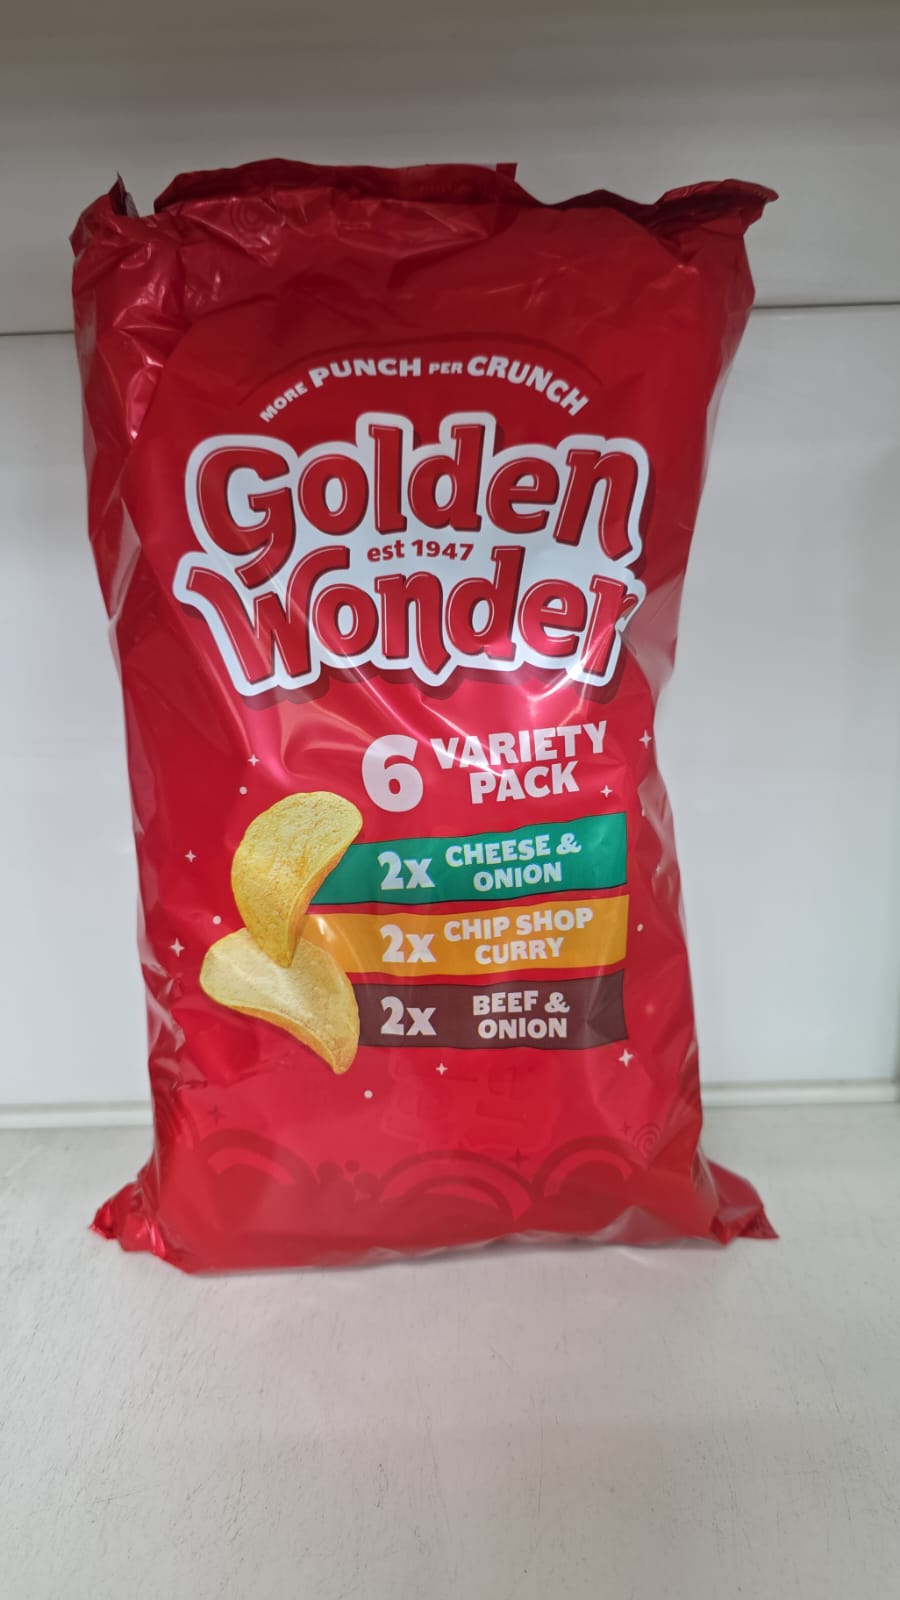 MORE PUNCH PER CRUNCH
Golden
est 1947
Wonder
6 VARIETY
PACK
2x CHEESE &
ONION
2x CHIP SHOP
CURRY
2x BEEF &
ONION